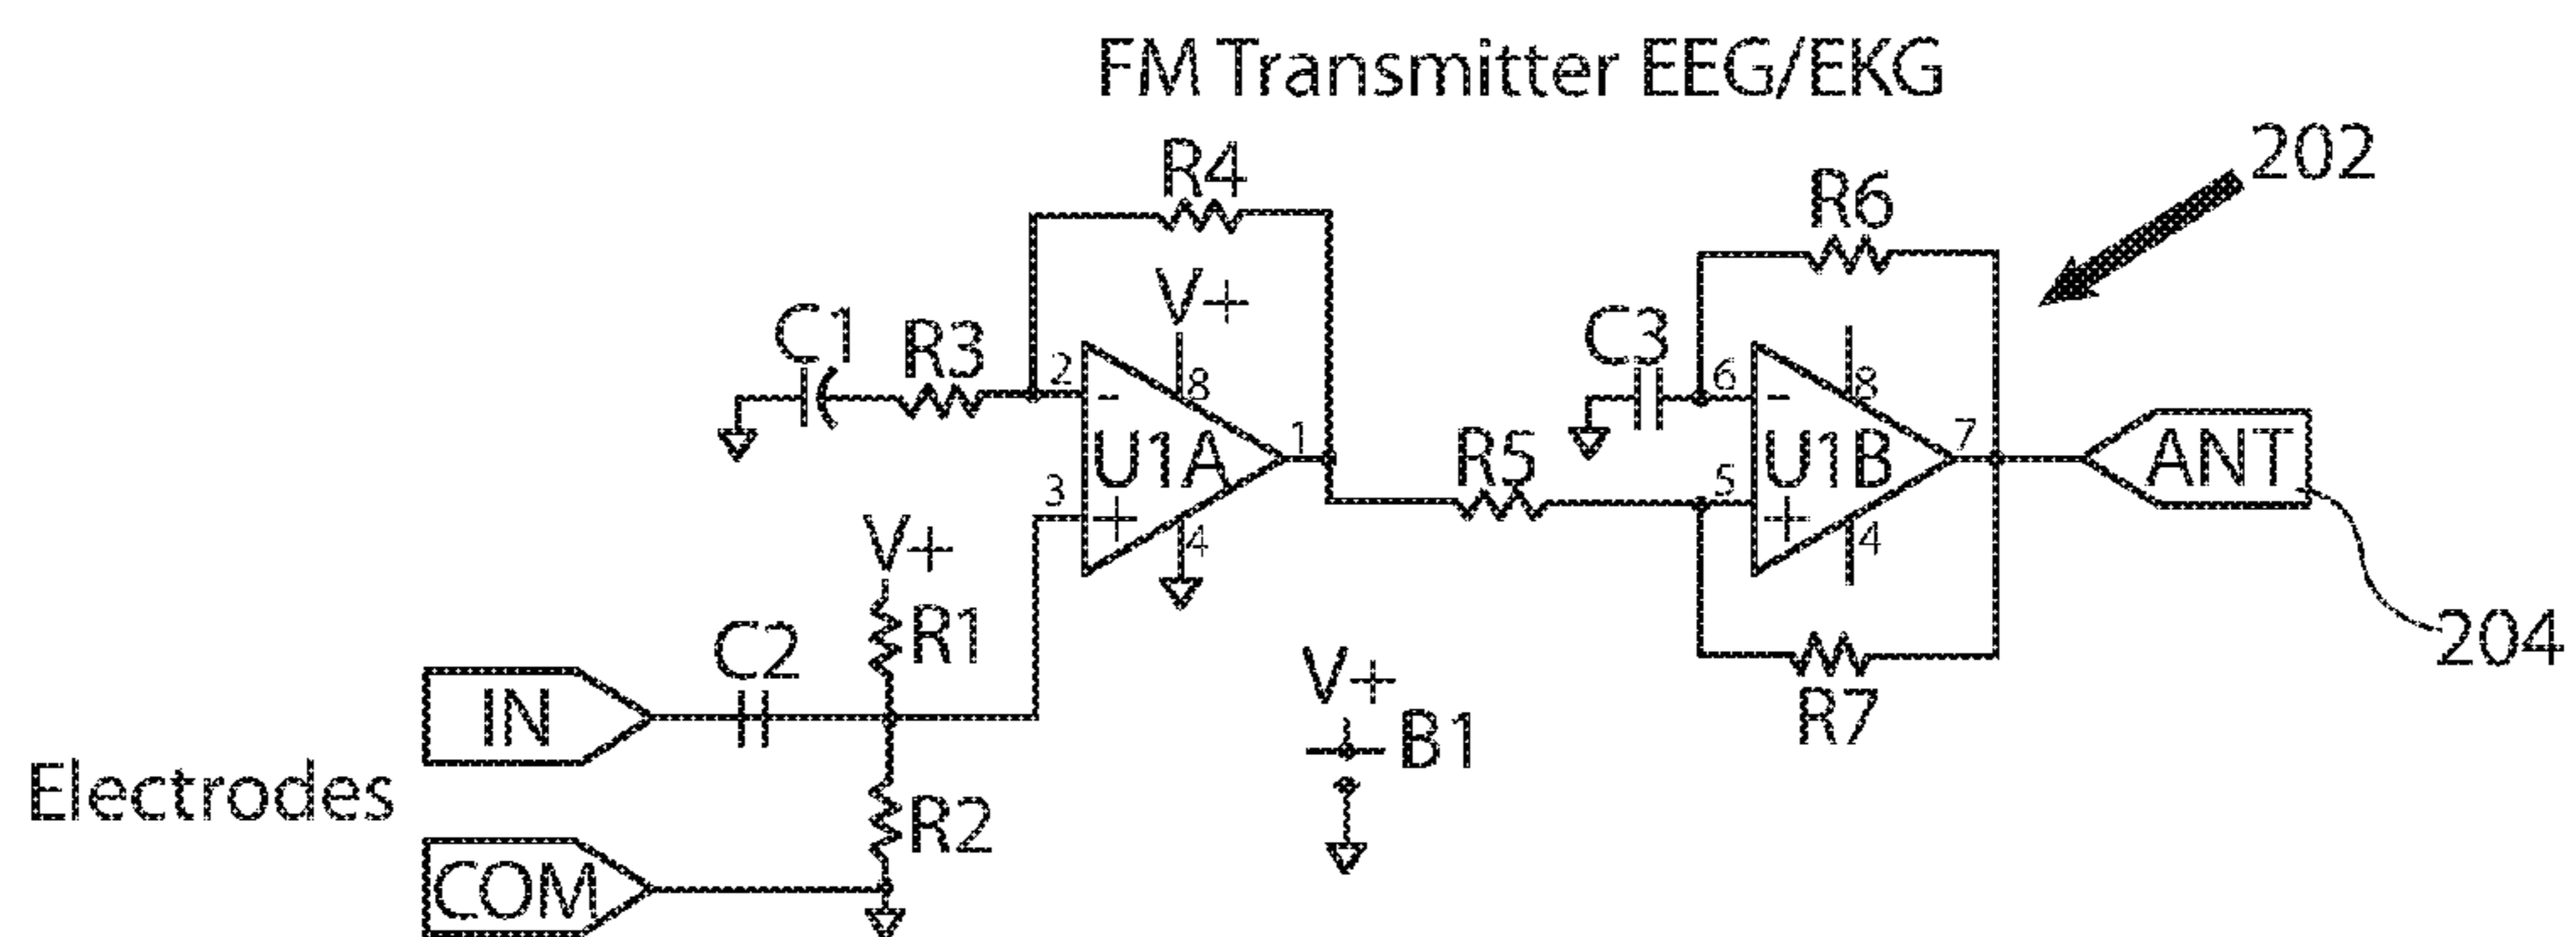 FM Transmitter EEG/EKG
202
R4
R6
V+
C1
R3
C3
2
8
6
8
-
-
U1A
1
R5
U1B
7
ANT
3
5
+
4
+
4
V+
R1
C2
204
IN
V+
R7
B1
Electrodes
R2
COM